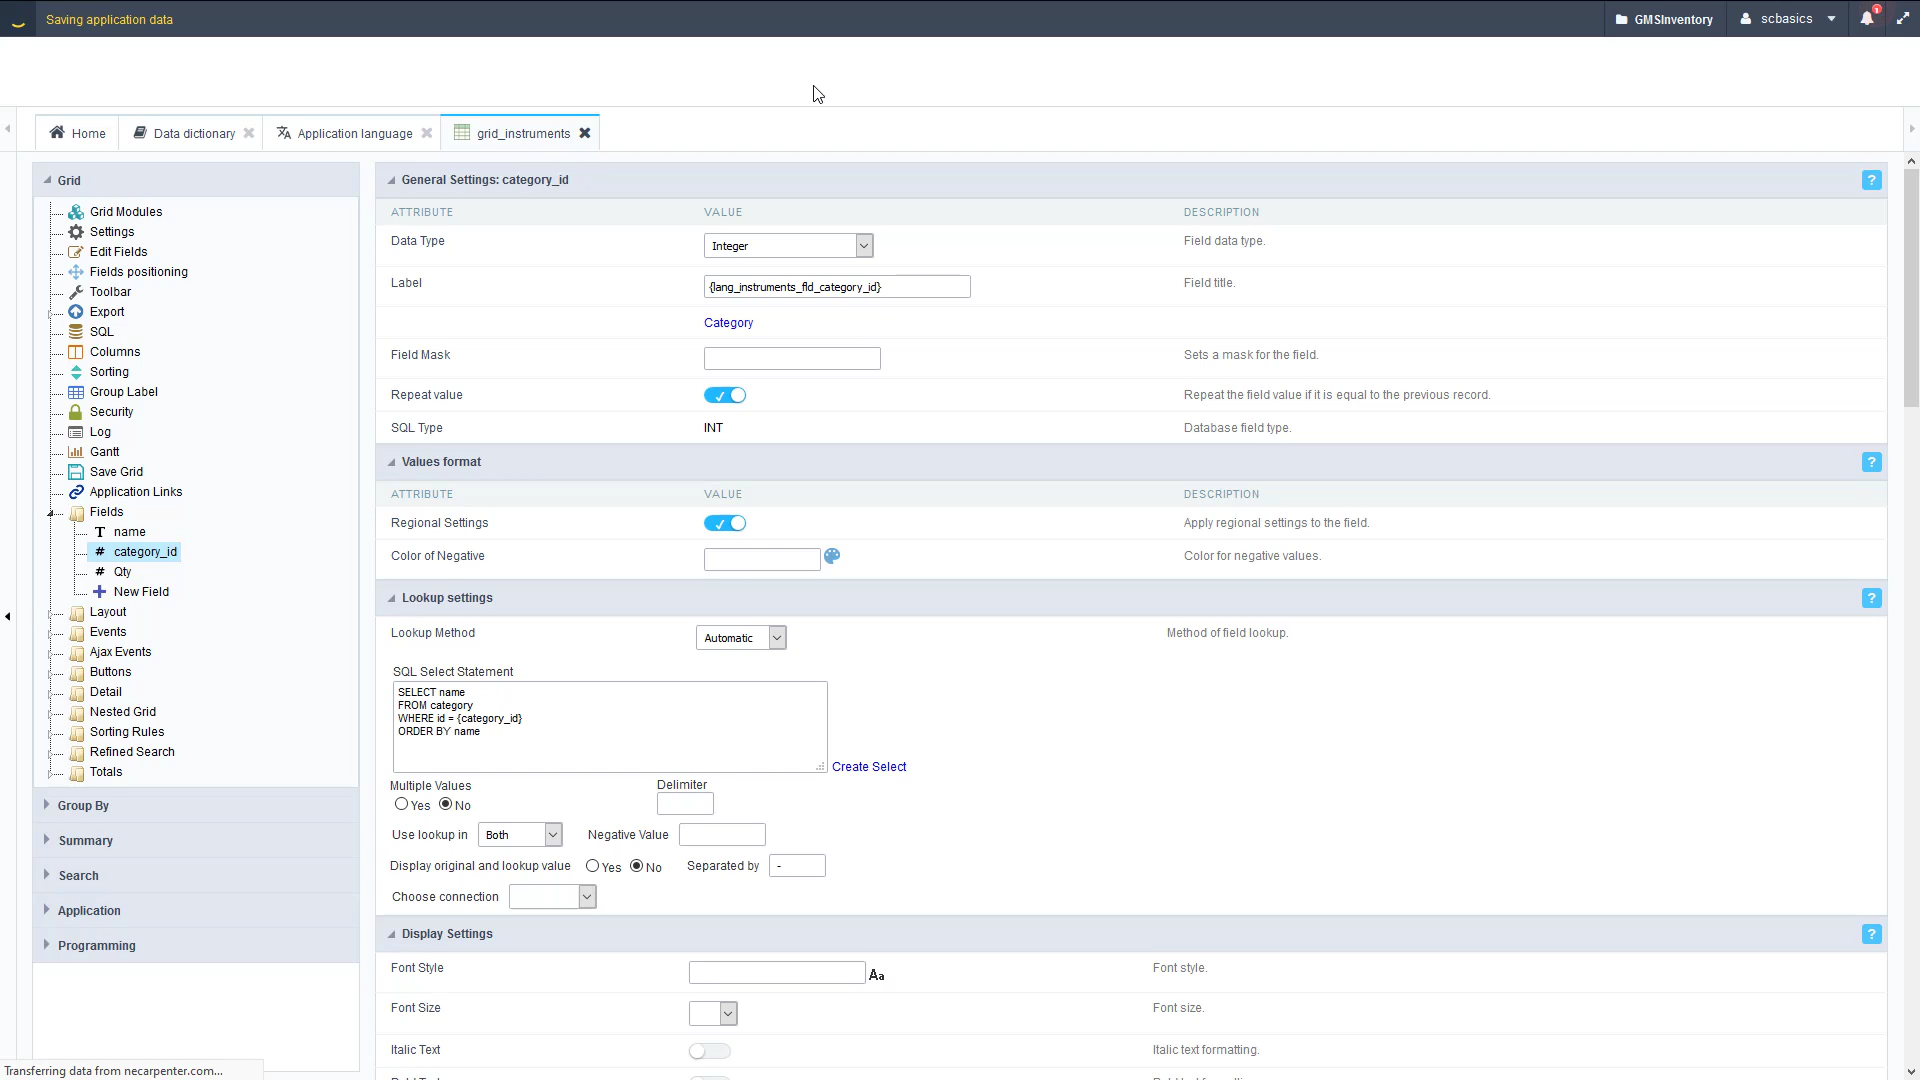 Saving application data
GMSInventory
scbasics
1
Home
Data dictionary
Application language
grid_instruments
Grid
Grid Modules
Settings
Edit Fields
Fields positioning
Toolbar
Export
SQL
Columns
Sorting
Group Label
Security
Log
Gantt
Save Grid
Application Links
Fields
T name
# category_id
# Qty
New Field
Layout
Events
Ajax Events
Buttons
Detail
Nested Grid
Sorting Rules
Refined Search
Totals
Group By
Summary
Search
Application
Programming
General Settings: category_id
?
ATTRIBUTE VALUE DESCRIPTION
Data Type Integer Field data type.
Label {lang_instruments_fld_category_id} Field title.
Category
Field Mask Sets a mask for the field.
Repeat value Repeat the field value if it is equal to the previous record.
SQL Type INT Database field type.
Values format
?
ATTRIBUTE VALUE DESCRIPTION
Regional Settings Apply regional settings to the field.
Color of Negative Color for negative values.
Lookup settings
?
Lookup Method Automatic Method of field lookup.
SQL Select Statement
SELECT name
FROM category
WHERE id = {category_id}
ORDER BY name
Create Select
Multiple Values Delimiter
Yes No
Use lookup in Both Negative Value
Display original and lookup value Yes No Separated by -
Choose connection
Display Settings
?
Font Style Aa Font style.
Font Size Font size.
Italic Text Italic text formatting.
Transferring data from necarpenter.com...